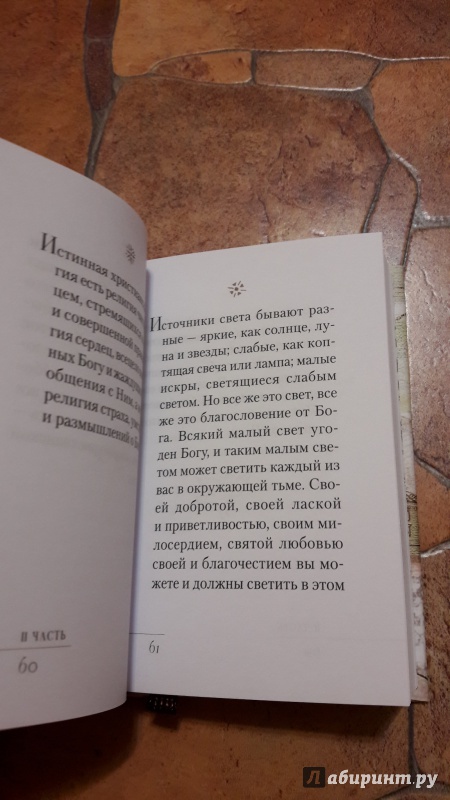 Истинная
гия есть религия
цем,
и совершенной
гия сердец,
ных Богу и
общения с Ним,
религия страха,
и размышлений о
II ЧАСТЬ
60
Источники света бывают раз-
ные — яркие, как солнце, лу-
на и звезды; слабые, как коп-
тящая свеча или лампа; малые
искры, светящиеся слабым
светом. Но все же это свет, все
же это благословение от Бо-
га. Всякий малый свет уго-
ден Богу, и таким малым све-
том может светить каждый из
вас в окружающей тьме. Сво-
ей добротой, своей лаской
и приветливостью, своим ми-
лосердием, святой любовью
своей и благочестием вы мо-
жете и должны светить в этом
61
Лабиринт.ру